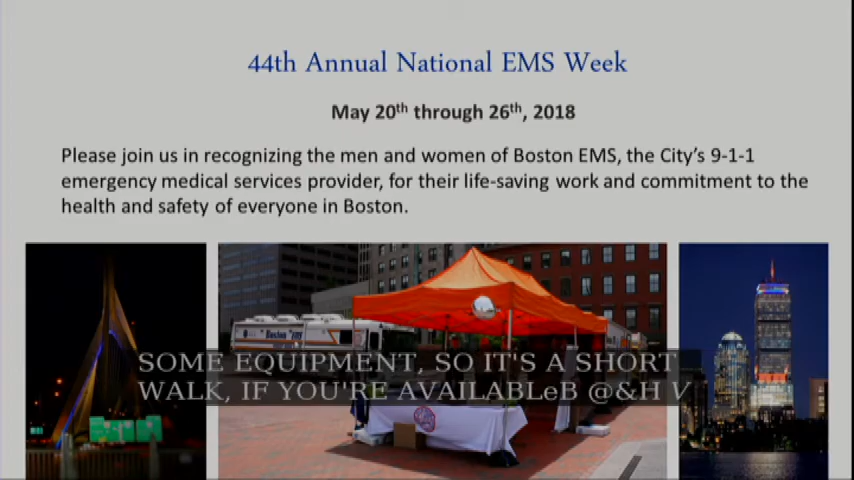 44th Annual National EMS Week
May 20th through 26th, 2018
Please join us in recognizing the men and women of Boston EMS, the City's 9-1-1
emergency medical services provider, for their life-saving work and commitment to the
health and safety of everyone in Boston.
SOME EQUIPMENT, SO IT'S A SHORT
WALK, IF YOU'RE AVAILABLeB @&H V